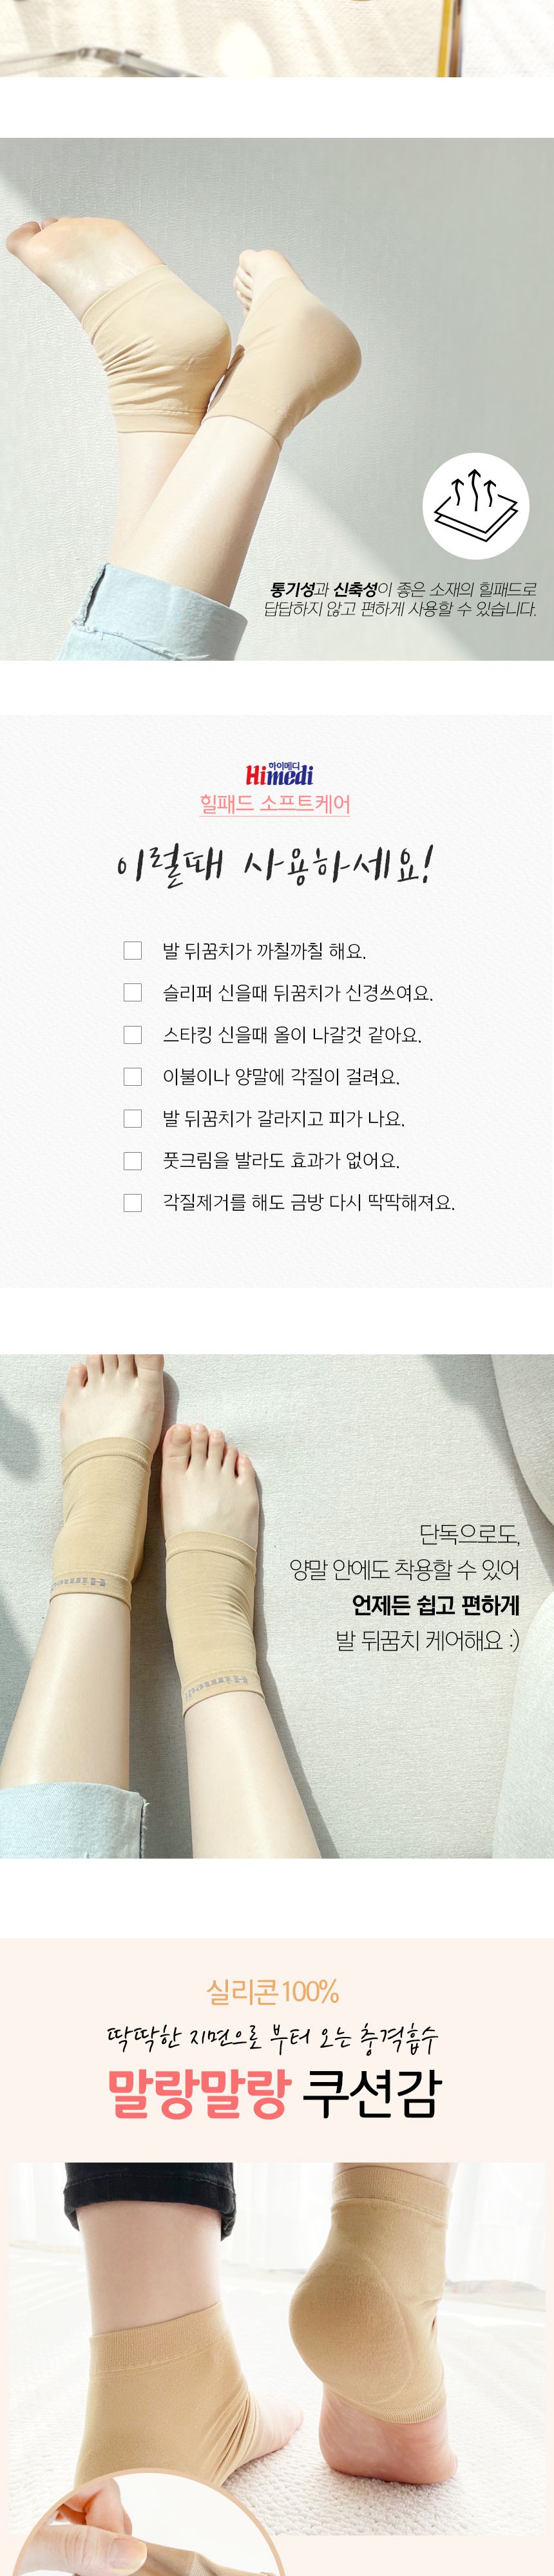 통기성과 신축성이 좋은 소재의 힐패드로
답답하지 않고 편하게 사용할 수 있습니다.
하이메디
Himedi
힐패드 소프트케어
이럴때 사용하세요!
발 뒤꿈치가 까칠까칠 해요.
슬리퍼 신을때 뒤꿈치가 신경쓰여요.
스타킹 신을때 올이 나갈것 같아요.
이불이나 양말에 각질이 걸려요.
발 뒤꿈치가 갈라지고 피가 나요.
풋크림을 발라도 효과가 없어요.
각질제거를 해도 금방 다시 딱딱해져요.
단독으로도,
양말 안에도 착용할 수 있어
언제든 쉽고 편하게
발 뒤꿈치 케어해요 :)
Himedi
Himedi
실리콘 100%
딱딱한 지면으로 부터 오는 충격흡수
말랑말랑 쿠션감